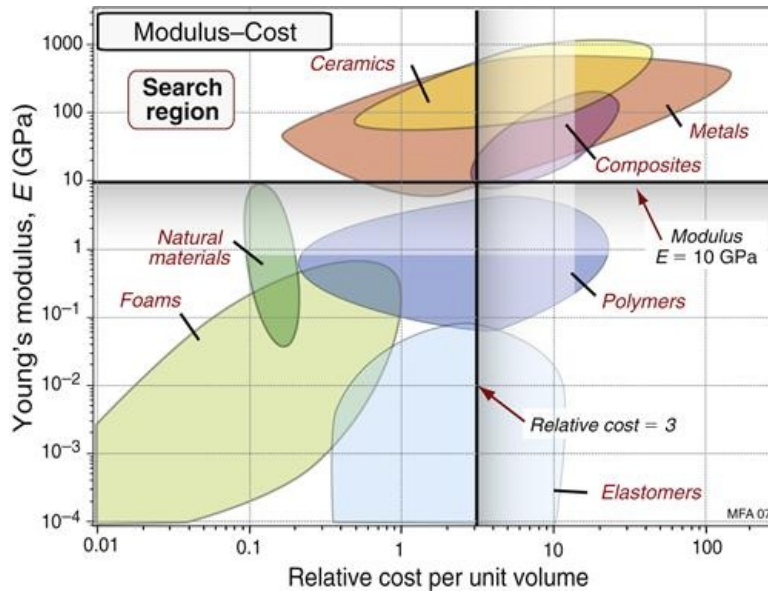 Modulus–Cost
1000
Ceramics
Search
region
100
Metals
Composites
10
Young's modulus, E (GPa)
Natural
materials
Modulus
E = 10 GPa
1
Foams
Polymers
10⁻¹
10⁻²
Relative cost = 3
10⁻³
Elastomers
10⁻⁴
MFA 07
0.01
0.1
1
10
100
Relative cost per unit volume